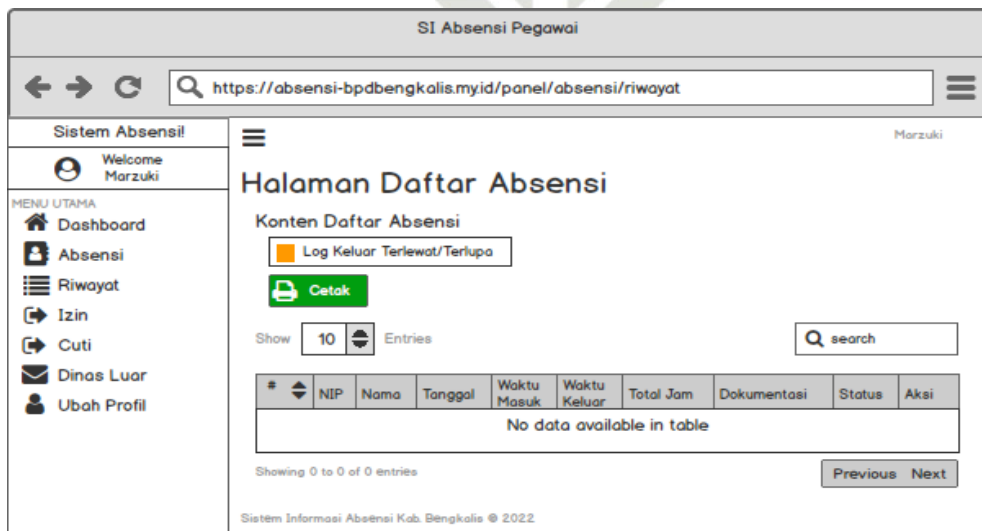 SI Absensi Pegawai
https://absensi-bpdbengkalis.my.id/panel/absensi/riwayat
Sistem Absensi!
Welcome
Marzuki
MENU UTAMA
Dashboard
Absensi
Riwayat
Izin
Cuti
Dinas Luar
Ubah Profil
Marzuki
Halaman Daftar Absensi
Konten Daftar Absensi
Log Keluar Terlewat/Terlupa
Cetak
Show 10 Entries
search
# NIP Nama Tanggal Waktu Masuk Waktu Keluar Total Jam Dokumentasi Status Aksi
No data available in table
Showing 0 to 0 of 0 entries
Previous Next
Sistem Informasi Absensi Kab. Bengkalis © 2022